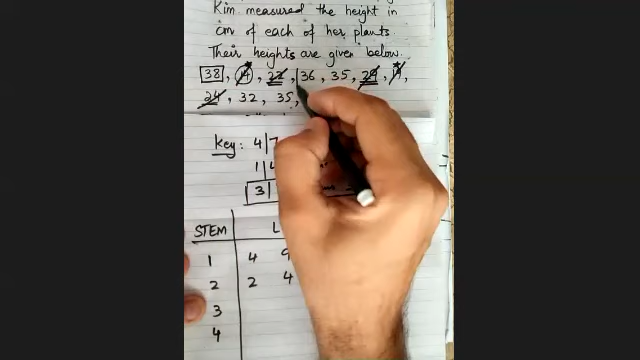 Kim measured the height in
cm of each of her plants
Their heights are given below.
38, 14, 22, 36, 35, 29, 19,
24, 32, 35,
Key: 4 | 7
1 | 4
3
STEM L
1 4 9
2 2 4
3
4